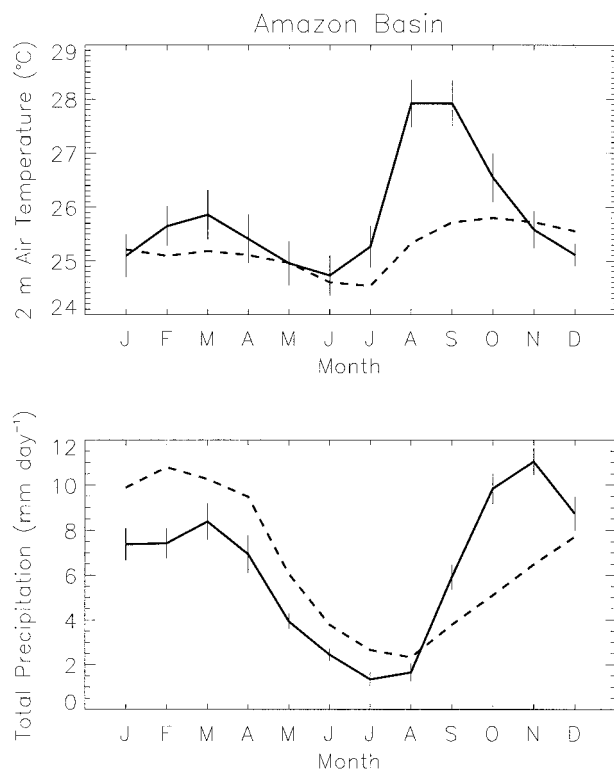 Amazon Basin
2 m Air Temperature (°C)
29
28
27
26
25
24
J F M A M J J A S O N D
Month
Total Precipitation (mm day⁻¹)
12
10
8
6
4
2
0
J F M A M J J A S O N D
Month